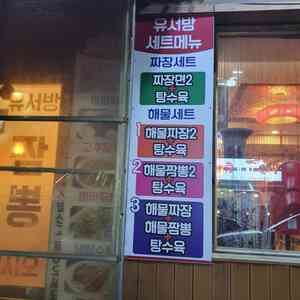 유서방
세트메뉴
짜장세트
짜장면2
+
탕수육
해물세트
1 해물짜장2
+
탕수육
2 해물짬뽕2
+
탕수육
3 해물짜장
+
해물짬뽕
+
탕수육
유서방
짬뽕